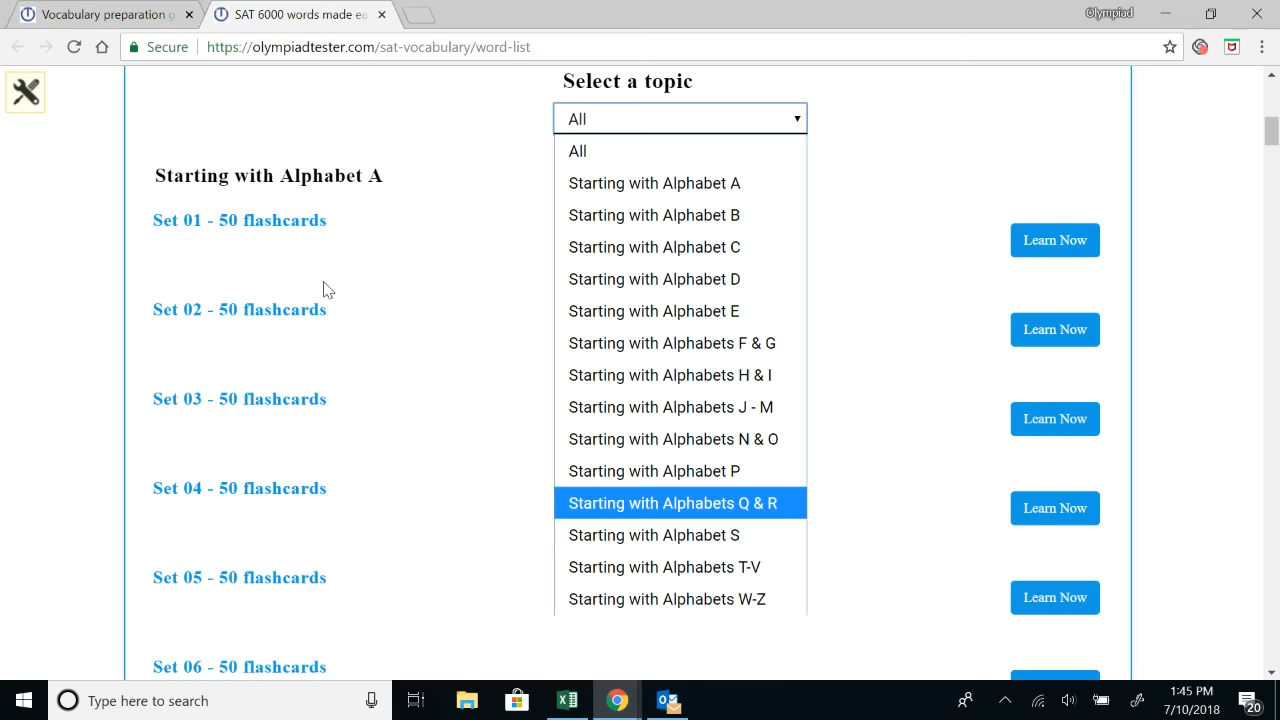 Vocabulary preparation g
SAT 6000 words made ea
Olympiad
Secure
https://olympiadtester.com/sat-vocabulary/word-list
Select a topic
All
All
Starting with Alphabet A
Starting with Alphabet B
Starting with Alphabet C
Starting with Alphabet D
Starting with Alphabet E
Starting with Alphabets F & G
Starting with Alphabets H & I
Starting with Alphabets J - M
Starting with Alphabets N & O
Starting with Alphabet P
Starting with Alphabets Q & R
Starting with Alphabet S
Starting with Alphabets T-V
Starting with Alphabets W-Z
Starting with Alphabet A
Set 01 - 50 flashcards
Learn Now
Set 02 - 50 flashcards
Learn Now
Set 03 - 50 flashcards
Learn Now
Set 04 - 50 flashcards
Learn Now
Set 05 - 50 flashcards
Learn Now
Set 06 - 50 flashcards
Type here to search
1:45 PM
7/10/2018
20